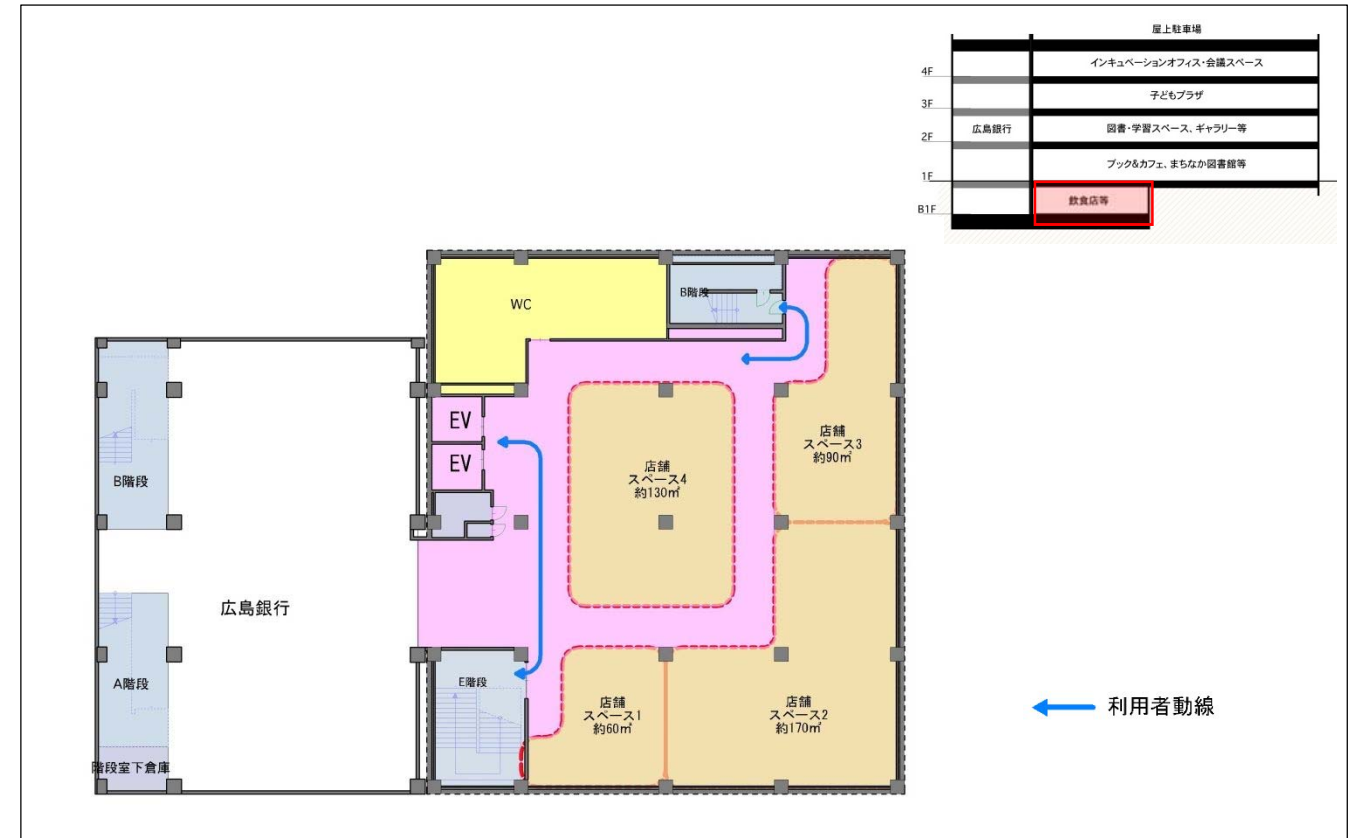 屋上駐車場
4F
インキュベーションオフィス・会議スペース
3F
子どもプラザ
2F
広島銀行
図書・学習スペース、ギャラリー等
1F
ブック&カフェ、まちなか図書館等
B1F
飲食店等
WC
B階段
EV
EV
店舗
スペース3
約90㎡
店舗
スペース4
約130㎡
B階段
広島銀行
A階段
階段室下倉庫
E階段
店舗
スペース1
約60㎡
店舗
スペース2
約170㎡
利用者動線